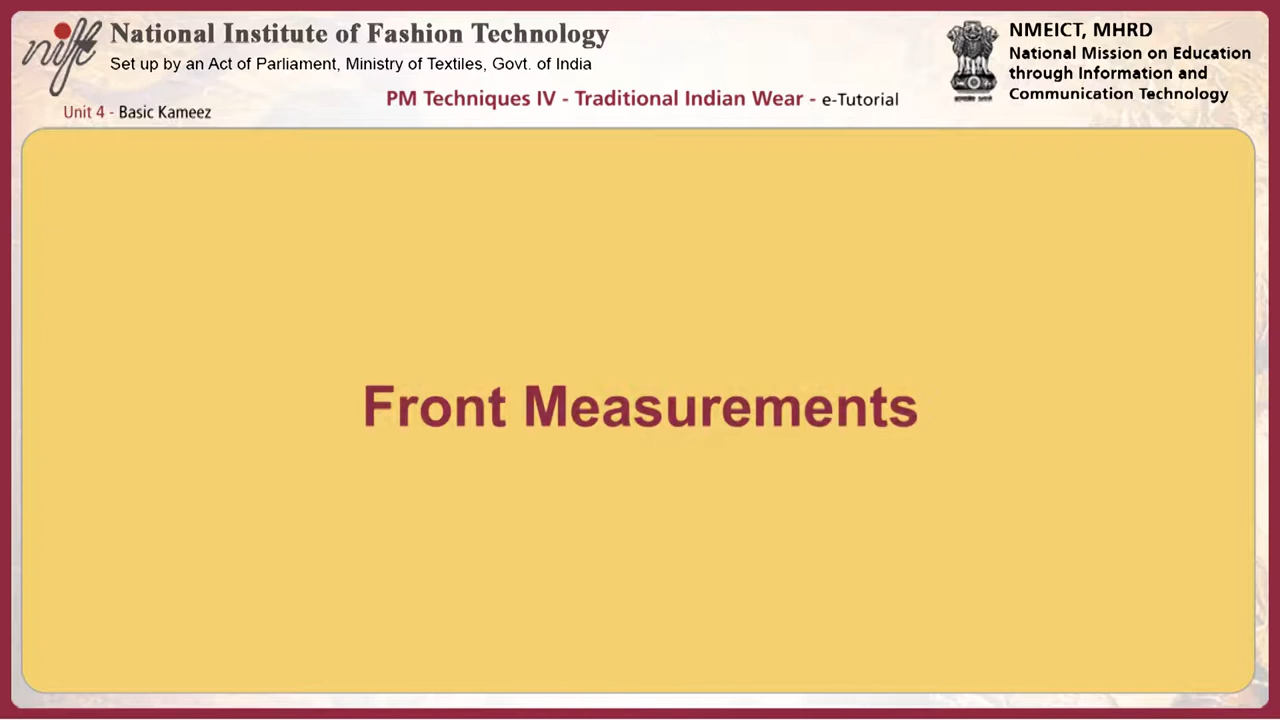 nift National Institute of Fashion Technology
Set up by an Act of Parliament, Ministry of Textiles, Govt. of India
NMEICT, MHRD
National Mission on Education
through Information and
Communication Technology
PM Techniques IV - Traditional Indian Wear - e-Tutorial
Unit 4 - Basic Kameez
Front Measurements